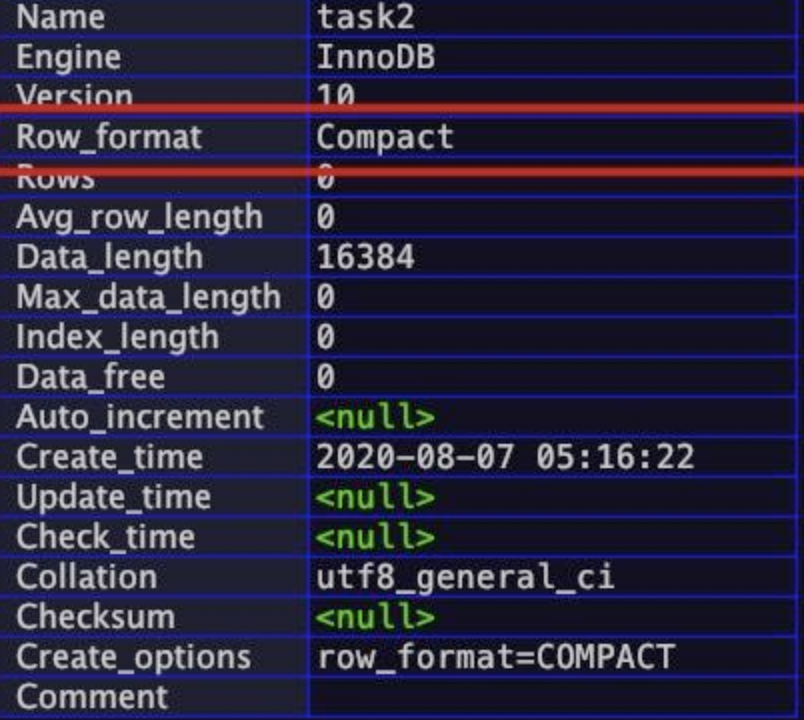 Name task2
Engine InnoDB
Version 10
Row_format Compact
Rows 0
Avg_row_length 0
Data_length 16384
Max_data_length 0
Index_length 0
Data_free 0
Auto_increment <null>
Create_time 2020-08-07 05:16:22
Update_time <null>
Check_time <null>
Collation utf8_general_ci
Checksum <null>
Create_options row_format=COMPACT
Comment